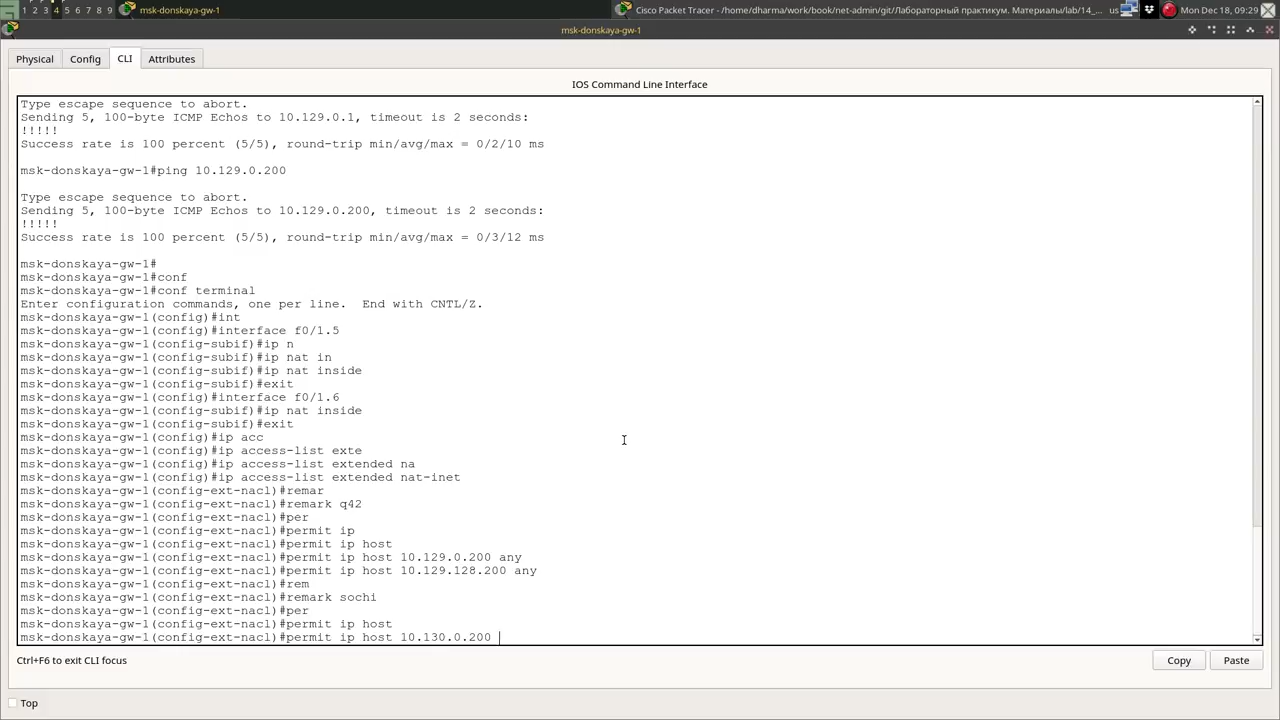 1 2 3 4 5 6 7 8 9
msk-donskaya-gw-1
Cisco Packet Tracer - /home/dharma/work/book/net-admin/git/Лабораторный практикум. Материалы/lab/14_...
us
Mon Dec 18, 09:29
msk-donskaya-gw-1
Physical
Config
CLI
Attributes
IOS Command Line Interface
Type escape sequence to abort.
Sending 5, 100-byte ICMP Echos to 10.129.0.1, timeout is 2 seconds:
!!!!!
Success rate is 100 percent (5/5), round-trip min/avg/max = 0/2/10 ms
msk-donskaya-gw-1#ping 10.129.0.200
Type escape sequence to abort.
Sending 5, 100-byte ICMP Echos to 10.129.0.200, timeout is 2 seconds:
!!!!!
Success rate is 100 percent (5/5), round-trip min/avg/max = 0/3/12 ms
msk-donskaya-gw-1#
msk-donskaya-gw-1#conf
msk-donskaya-gw-1#conf terminal
Enter configuration commands, one per line.  End with CNTL/Z.
msk-donskaya-gw-1(config)#int
msk-donskaya-gw-1(config)#interface f0/1.5
msk-donskaya-gw-1(config-subif)#ip n
msk-donskaya-gw-1(config-subif)#ip nat in
msk-donskaya-gw-1(config-subif)#ip nat inside
msk-donskaya-gw-1(config-subif)#exit
msk-donskaya-gw-1(config)#interface f0/1.6
msk-donskaya-gw-1(config-subif)#ip nat inside
msk-donskaya-gw-1(config-subif)#exit
msk-donskaya-gw-1(config)#ip acc
msk-donskaya-gw-1(config)#ip access-list exte
msk-donskaya-gw-1(config)#ip access-list extended na
msk-donskaya-gw-1(config)#ip access-list extended nat-inet
msk-donskaya-gw-1(config-ext-nacl)#remar
msk-donskaya-gw-1(config-ext-nacl)#remark q42
msk-donskaya-gw-1(config-ext-nacl)#per
msk-donskaya-gw-1(config-ext-nacl)#permit ip
msk-donskaya-gw-1(config-ext-nacl)#permit ip host
msk-donskaya-gw-1(config-ext-nacl)#permit ip host 10.129.0.200 any
msk-donskaya-gw-1(config-ext-nacl)#permit ip host 10.129.128.200 any
msk-donskaya-gw-1(config-ext-nacl)#rem
msk-donskaya-gw-1(config-ext-nacl)#remark sochi
msk-donskaya-gw-1(config-ext-nacl)#per
msk-donskaya-gw-1(config-ext-nacl)#permit ip host
msk-donskaya-gw-1(config-ext-nacl)#permit ip host 10.130.0.200
Ctrl+F6 to exit CLI focus
Copy
Paste
Top